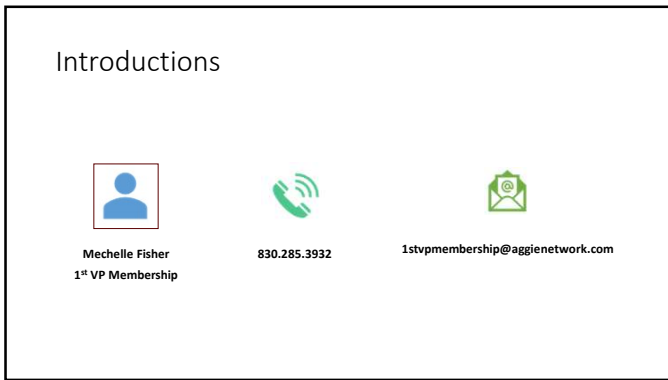 Introductions
@
Mechelle Fisher
1st VP Membership
830.285.3932
1stvpmembership@aggienetwork.com